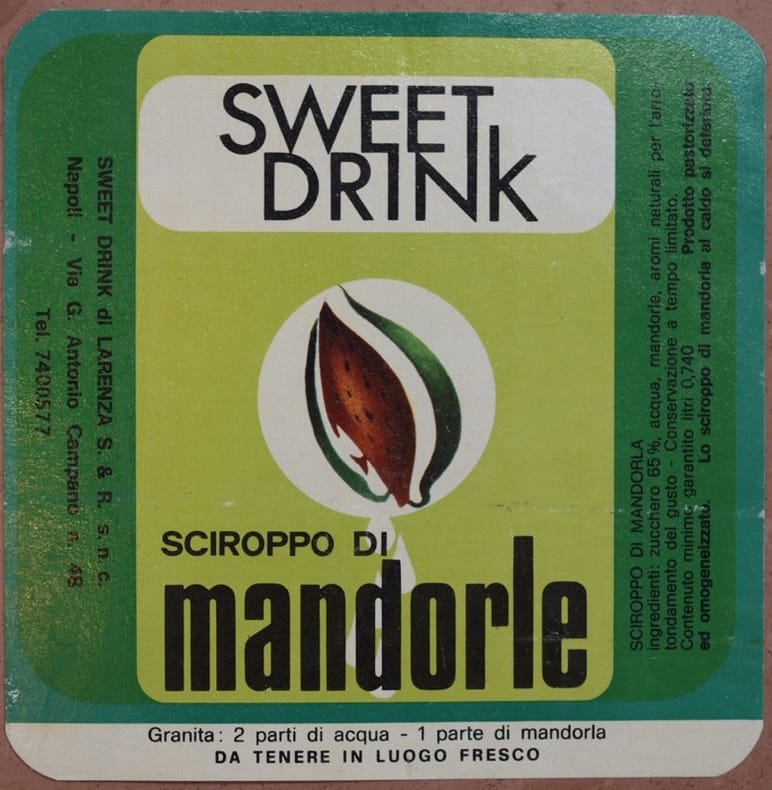 SWEET
DRINK
SCIROPPO DI
mandorle
Granita: 2 parti di acqua - 1 parte di mandorla
DA TENERE IN LUOGO FRESCO
SWEET DRINK di LARENZA S. & R. s.n.c.
Napoli - Via G. Antonio Campano n. 48
Tel. 7400577
SCIROPPO DI MANDORLA
ingredienti: zucchero 65%, acqua, mandorle, aromi naturali per l'arro-
tondamento del gusto - Conservazione a tempo limitato.
Contenuto minimo garantito litri 0,740 Prodotto pastorizzato
ed omogeneizzato. Lo sciroppo di mandorla al caldo si deteriora.